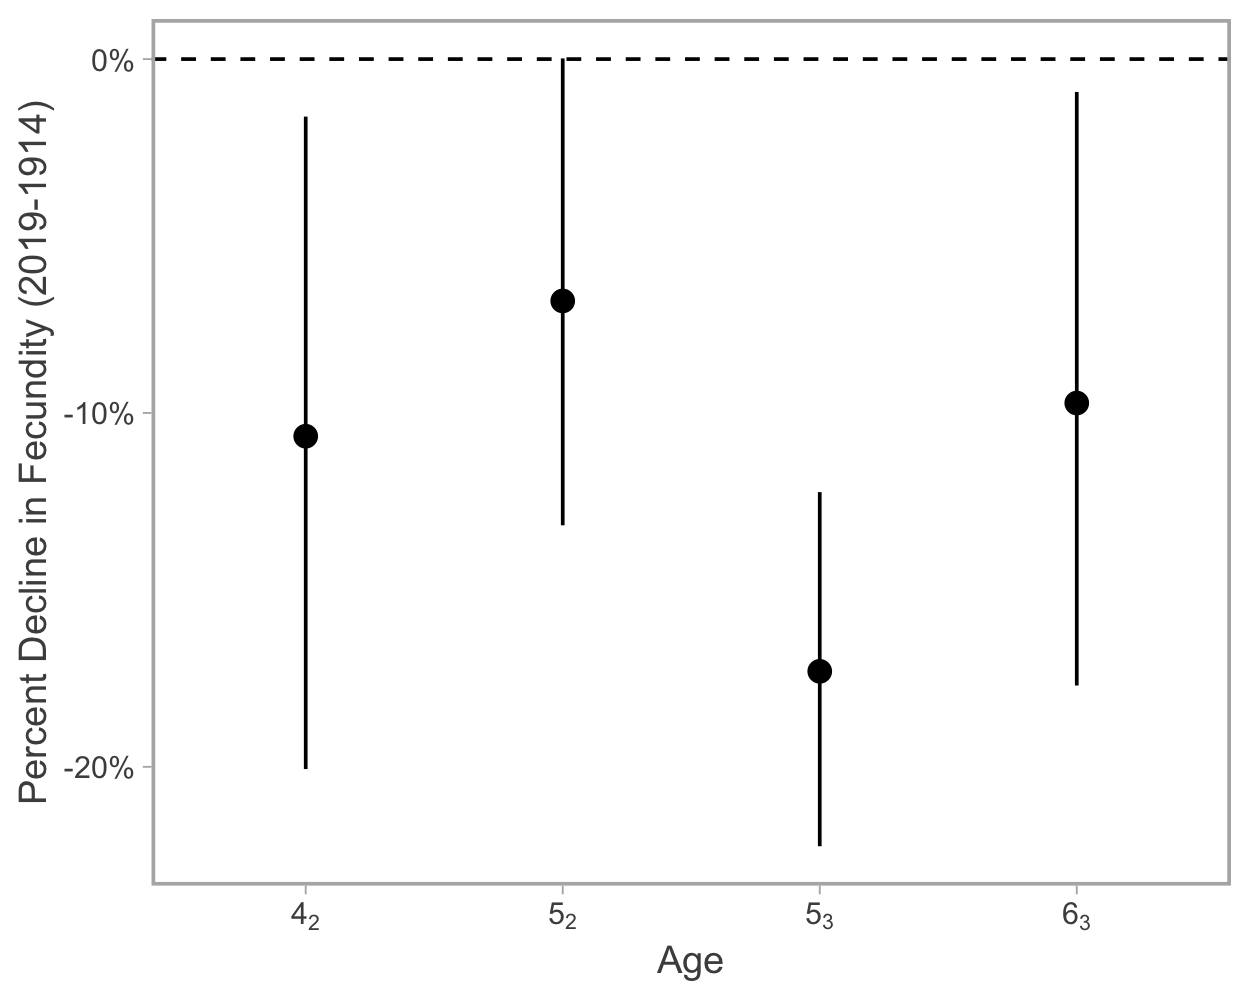 Percent Decline in Fecundity (2019-1914)
0%
-10%
-20%
4₂ 5₂ 5₃ 6₃
Age